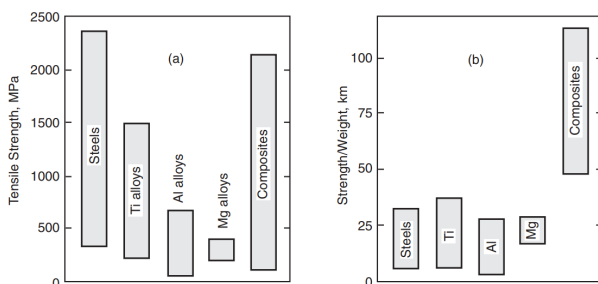 2500
2000
1500
1000
500
0
Tensile Strength, MPa
(a)
Steels
Ti alloys
Al alloys
Mg alloys
Composites
100
75
50
25
0
Strength/Weight, km
(b)
Steels
Ti
Al
Mg
Composites